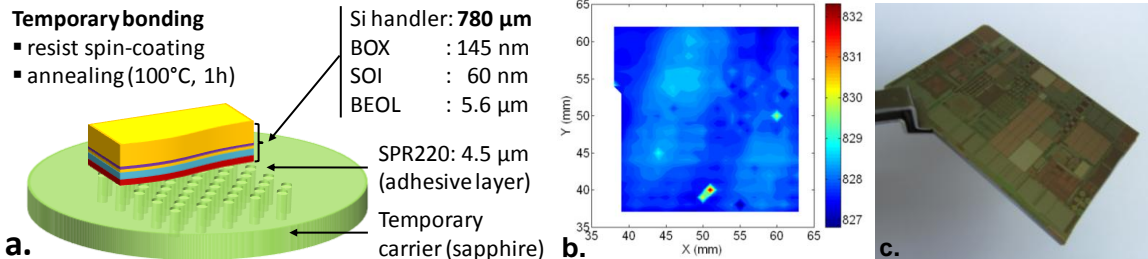 Temporary bonding
▪ resist spin-coating
▪ annealing (100°C, 1h)
Si handler: 780 µm
BOX : 145 nm
SOI : 60 nm
BEOL : 5.6 µm
SPR220: 4.5 µm
(adhesive layer)
Temporary
carrier (sapphire)
a.
65
60
55
50
45
40
35
Y (mm)
35 40 45 50 55 60 65
X (mm)
832
831
830
829
828
827
b.
c.